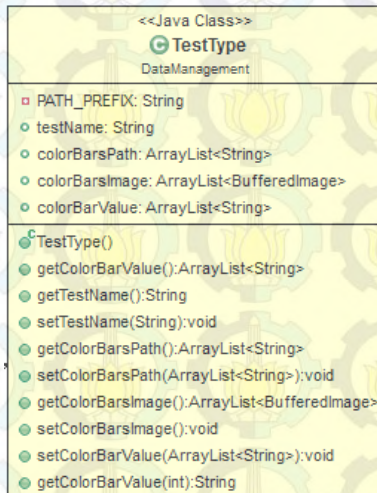 <<Java Class>>
C TestType
DataManagement
PATH_PREFIX: String
testName: String
colorBarsPath: ArrayList<String>
colorBarsImage: ArrayList<BufferedImage>
colorBarValue: ArrayList<String>
C TestType()
getColorBarValue():ArrayList<String>
getTestName():String
setTestName(String):void
getColorBarsPath():ArrayList<String>
setColorBarsPath(ArrayList<String>):void
getColorBarsImage():ArrayList<BufferedImage>
setColorBarsImage():void
setColorBarValue(ArrayList<String>):void
getColorBarValue(int):String